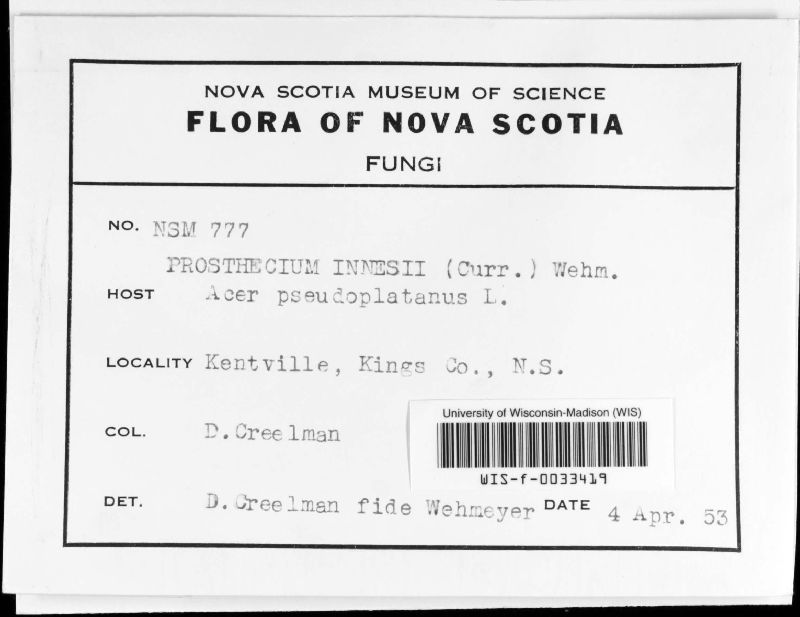 NOVA SCOTIA MUSEUM OF SCIENCE
FLORA OF NOVA SCOTIA
FUNGI
NO. NSM 777
PROSTHECIUM INNESII (Curr.) Wehm.
HOST Acer pseudoplatanus L.
LOCALITY Kentville, Kings Co., N.S.
COL. D.Creelman
University of Wisconsin-Madison (WIS)
WIS-f-0033419
DET. D.Creelman fide Wehmeyer DATE 4 Apr. 53